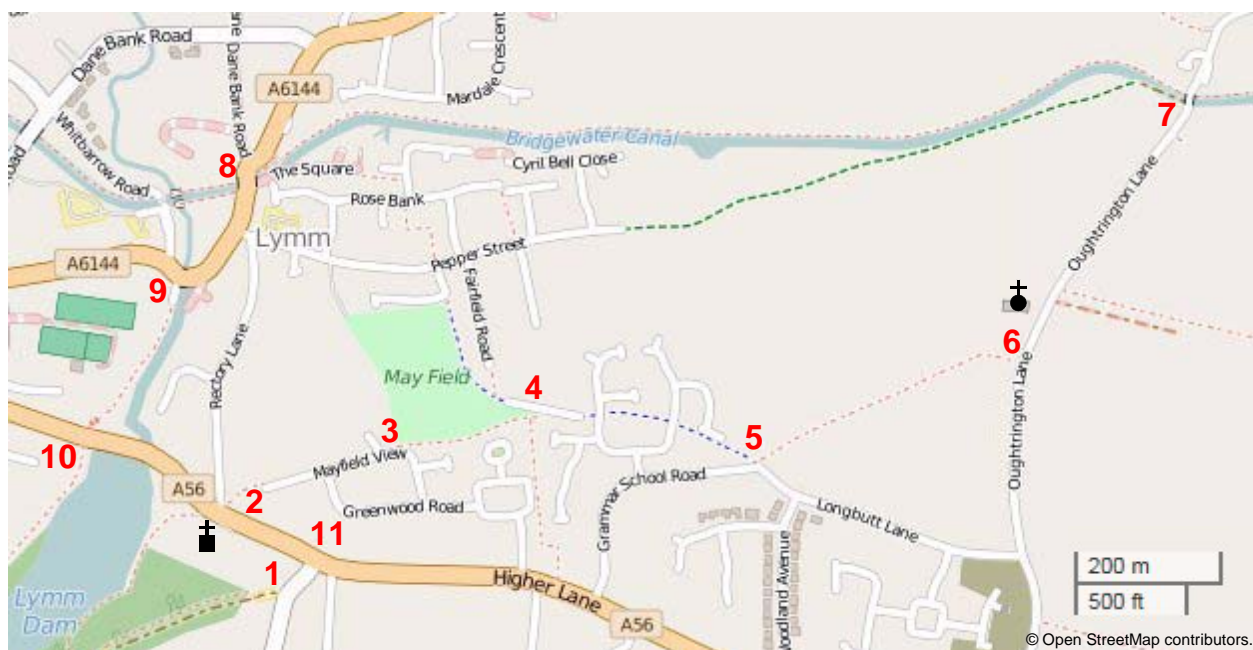 ane
Dane Bank Road
Dane Bank Road
A6144
Mardale Crescent
Whitbarrow Road
Road
8
The Square
Bridgewater Canal
Cyril Bell Close
7
Rose Bank
Lymm
Pepper Street
Oughtrington Lane
A6144
9
Fairfield Road
Rectory Lane
May Field
6
4
3
5
10
Mayfield View
Grammar School Road
A56
2
Greenwood Road
Longbutt Lane
Oughtrington Lane
11
1
Higher Lane
Woodland Avenue
Lymm
Dam
A56
200 m
500 ft
© OpenStreetMap contributors.